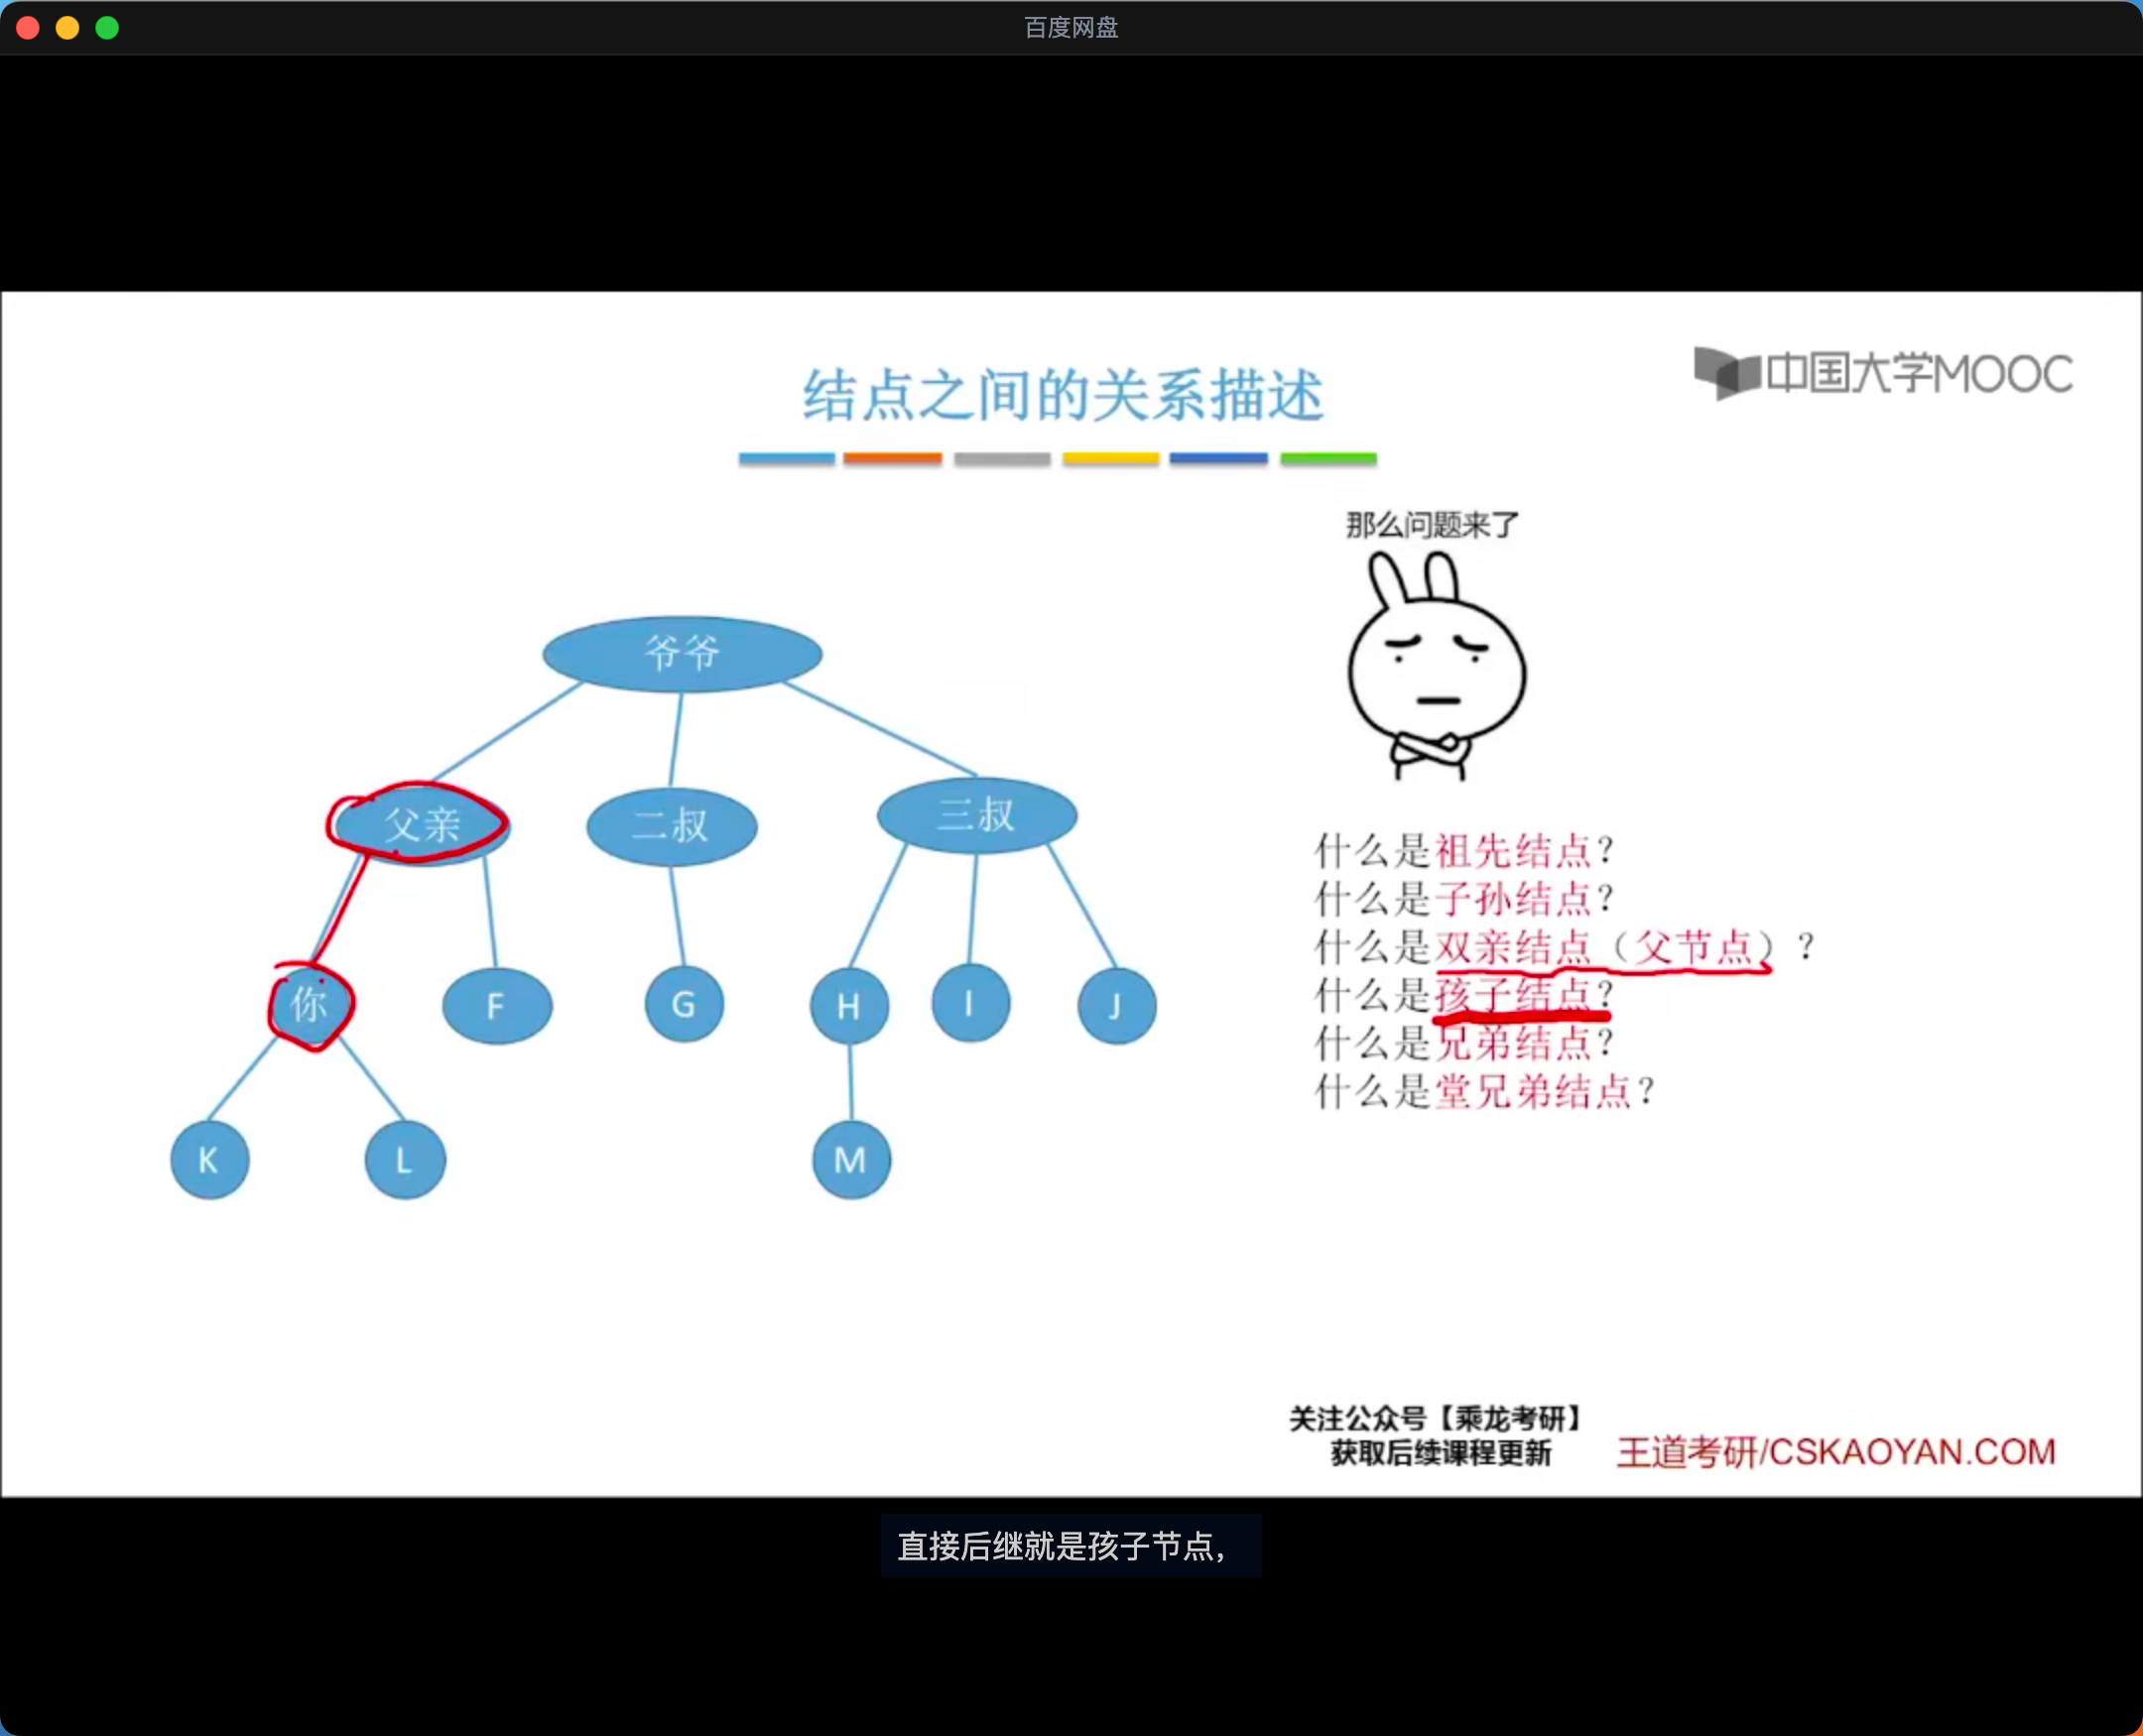 百度网盘
结点之间的关系描述
中国大学MOOC
那么问题来了
爷爷
父亲
二叔
三叔
你
F
G
H
I
J
K
L
M
什么是祖先结点?
什么是子孙结点?
什么是双亲结点（父节点）?
什么是孩子结点?
什么是兄弟结点?
什么是堂兄弟结点?
关注公众号【乘龙考研】
获取后续课程更新
王道考研/CSKAOYAN.COM
直接后继就是孩子节点,